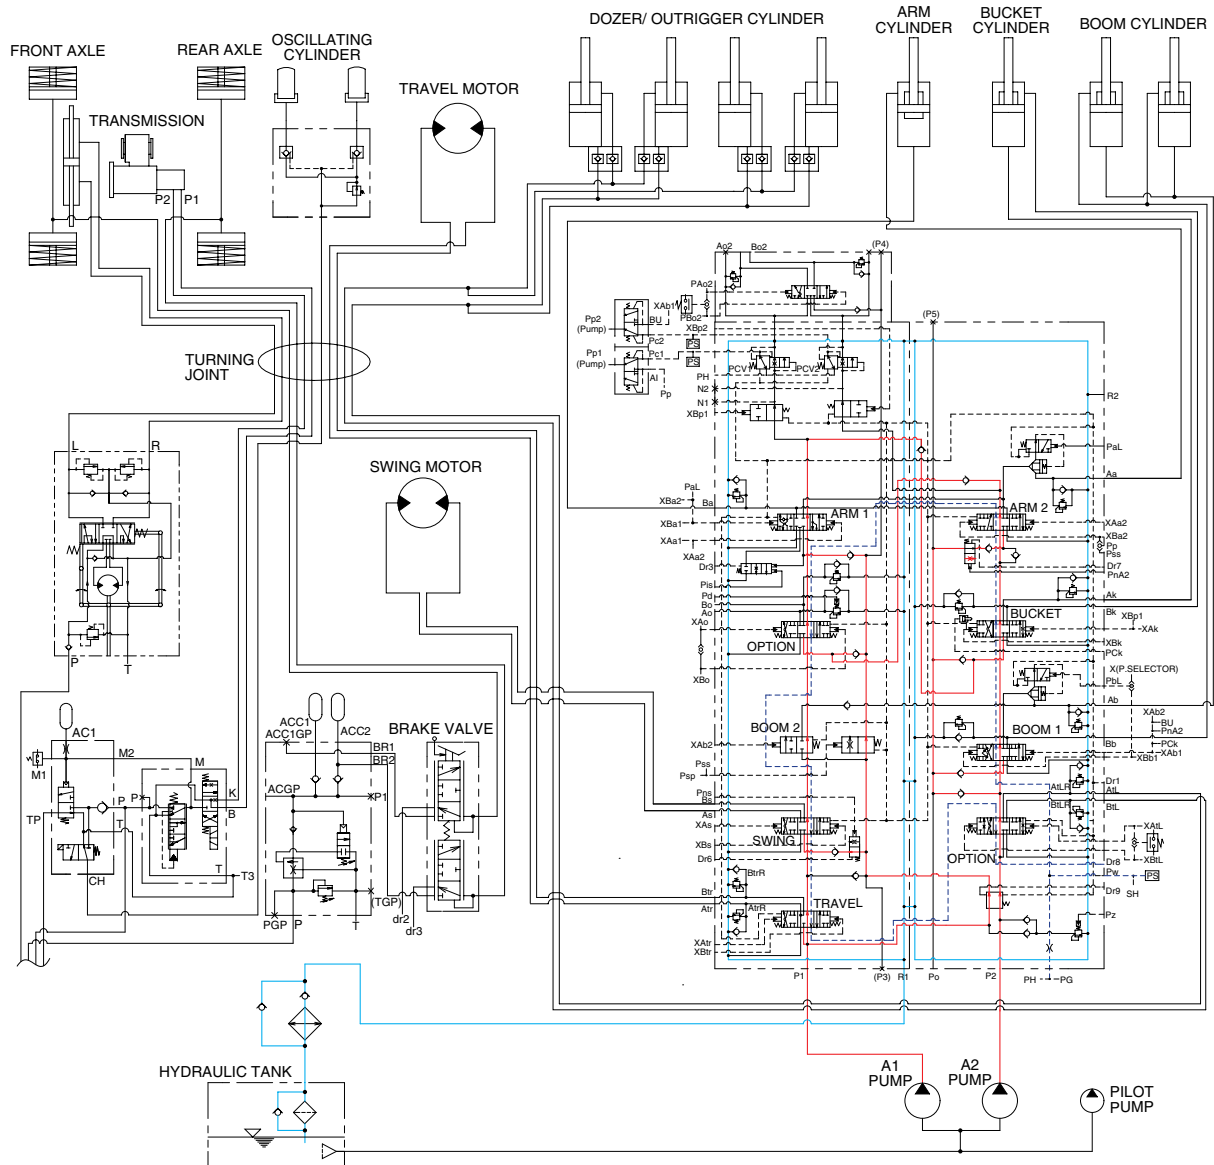 DOZER/ OUTRIGGER CYLINDER
ARM
CYLINDER
BUCKET
CYLINDER
BOOM CYLINDER
FRONT AXLE
REAR AXLE
OSCILLATING
CYLINDER
TRAVEL MOTOR
TRANSMISSION
P2 P1
TURNING
JOINT
SWING MOTOR
L
R
P
T
AC1
M1
M2
M
P
T
P
K
B
T
T3
TP
CH
ACC1
ACC1GP
ACC2
BR1
BR2
ACGP
P1
(TGP)
PGP
P
T
BRAKE VALVE
dr2
dr3
HYDRAULIC TANK
Ao2
Bo2
(P4)
PAo2
XAb1
PBo2
Pp2
(Pump)
BU
Pc2
XBp2
PS
Pp1
(Pump)
Pc1
AI
Pp
PS
PH
N2
N1
XBp1
PCV1
PCV2
(P5)
R2
PaL
Aa
PaL
XBa2
Ba
XBa1
XAa1
XAa2
ARM 1
ARM 2
XAa2
XBa2
Pp
Pss
Dr7
PnA2
Dr3
Pis
Pd
Bo
Ao
XAo
OPTION
XBo
Ak
Bk
XBp1
BUCKET
XAk
XBk
PCk
X(P.SELECTOR)
PbL
Ab
XAb2
BU
PnA2
PCk
XAb1
XBb1
BOOM 2
BOOM 1
XAb2
Bb
Pss
Psp
Pns
Bs
As
XAs
SWING
XBs
Dr6
Dr1
AtL
AtLR
BtLR
BtL
XAtL
OPTION
XBtL
Dr8
Pw
PS
Dr9
SH
Btr
BtrR
Atr
AtrR
TRAVEL
XAtr
XBtr
Pz
P1
(P3)
R1
Po
P2
PH
PG
A1
PUMP
A2
PUMP
PILOT
PUMP